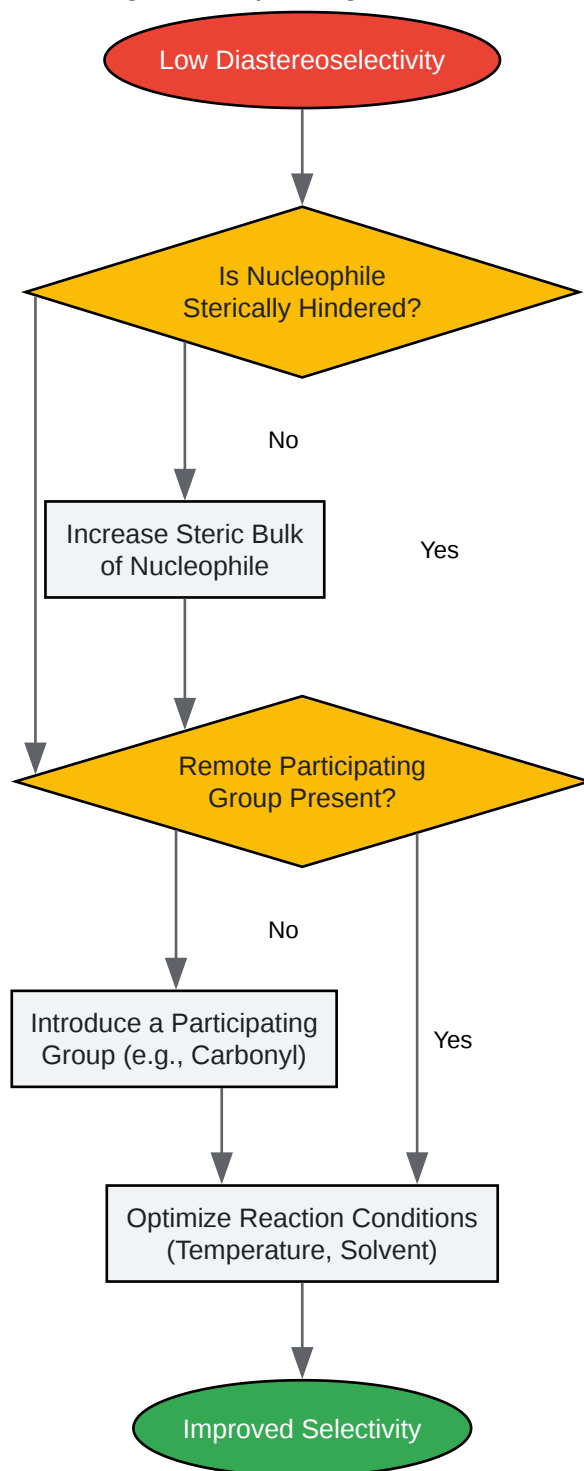 Low Diastereoselectivity
Is Nucleophile
Sterically Hindered?
No
Increase Steric Bulk
of Nucleophile
Yes
Remote Participating
Group Present?
No
Introduce a Participating
Group (e.g., Carbonyl)
Yes
Optimize Reaction Conditions
(Temperature, Solvent)
Improved Selectivity